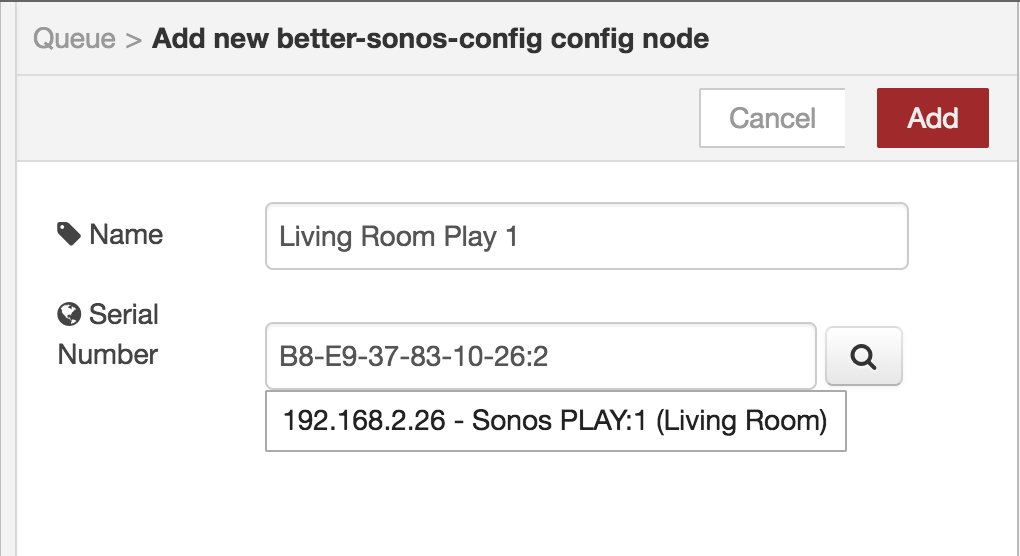 Queue > Add new better-sonos-config config node
Cancel
Add
Name
Living Room Play 1
Serial
Number
B8-E9-37-83-10-26:2
192.168.2.26 - Sonos PLAY:1 (Living Room)